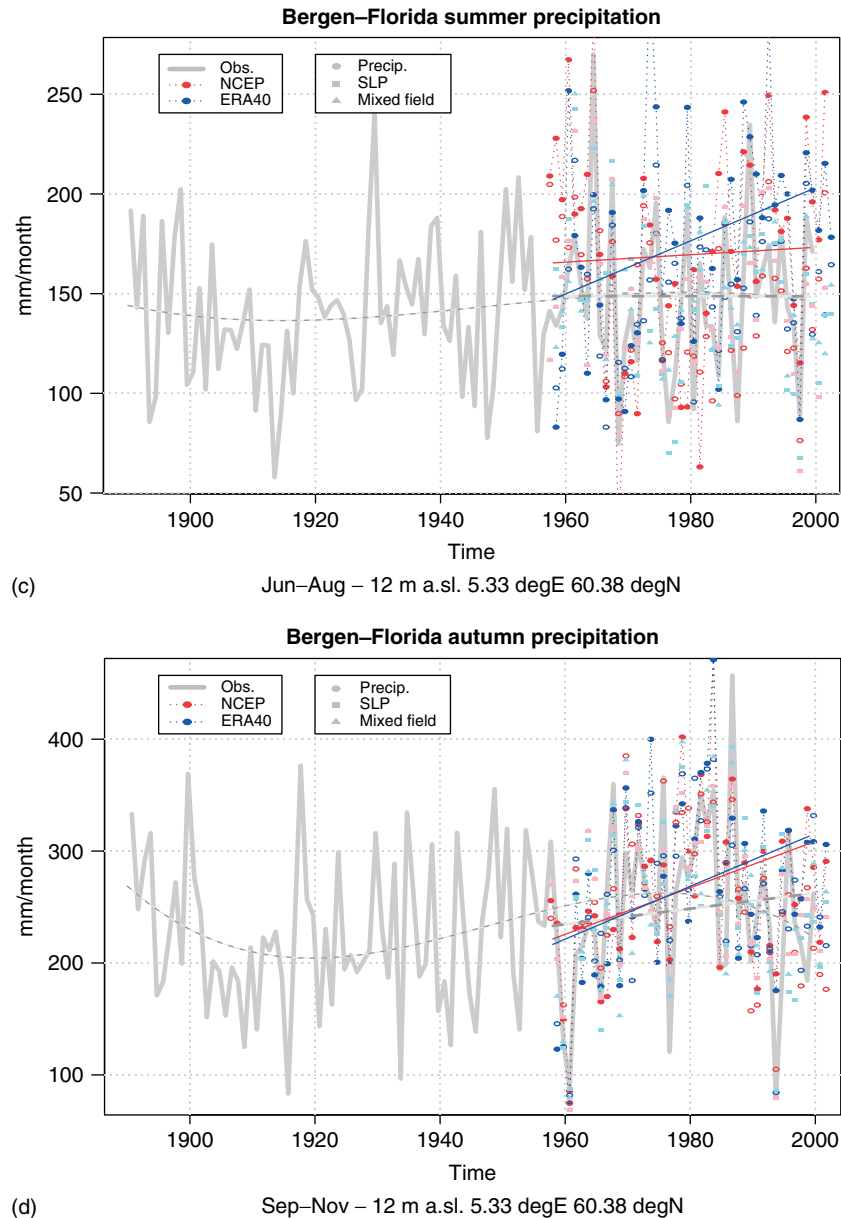 Bergen–Florida summer precipitation
Obs.
NCEP
ERA40
Precip.
SLP
Mixed field
250
200
150
100
50
mm/month
1900 1920 1940 1960 1980 2000
Time
(c) Jun–Aug – 12 m a.sl. 5.33 degE 60.38 degN
Bergen–Florida autumn precipitation
Obs.
NCEP
ERA40
Precip.
SLP
Mixed field
400
300
200
100
mm/month
1900 1920 1940 1960 1980 2000
Time
(d) Sep–Nov – 12 m a.sl. 5.33 degE 60.38 degN